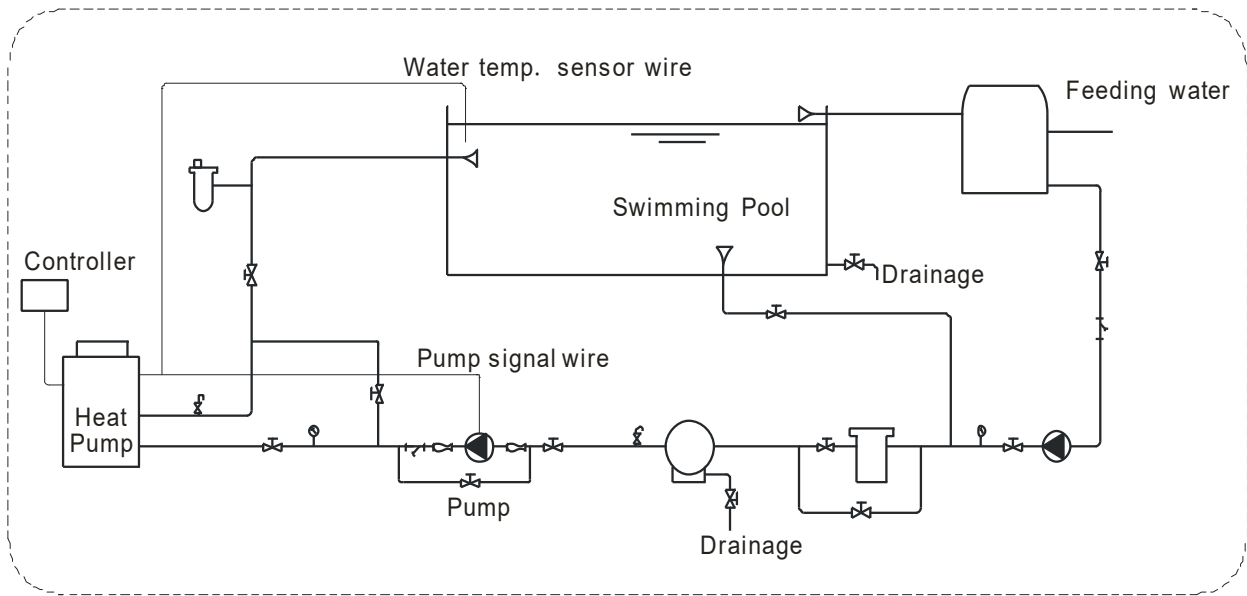 Water temp. sensor wire
Feeding water
Swimming Pool
Controller
Drainage
Pump signal wire
Heat
Pump
Pump
Drainage